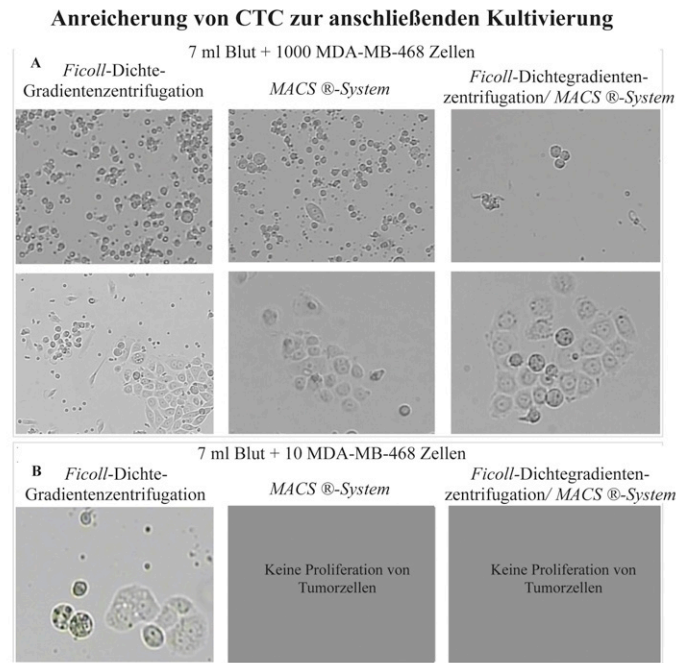 Anreicherung von CTC zur anschließenden Kultivierung
7 ml Blut + 1000 MDA-MB-468 Zellen
A
Ficoll-Dichte-
Gradientenzentrifugation
MACS ®-System
Ficoll-Dichtegradienten-
zentrifugation/ MACS ®-System
7 ml Blut + 10 MDA-MB-468 Zellen
B
Ficoll-Dichte-
Gradientenzentrifugation
MACS ®-System
Ficoll-Dichtegradienten-
zentrifugation/ MACS ®-System
Keine Proliferation von
Tumorzellen
Keine Proliferation von
Tumorzellen